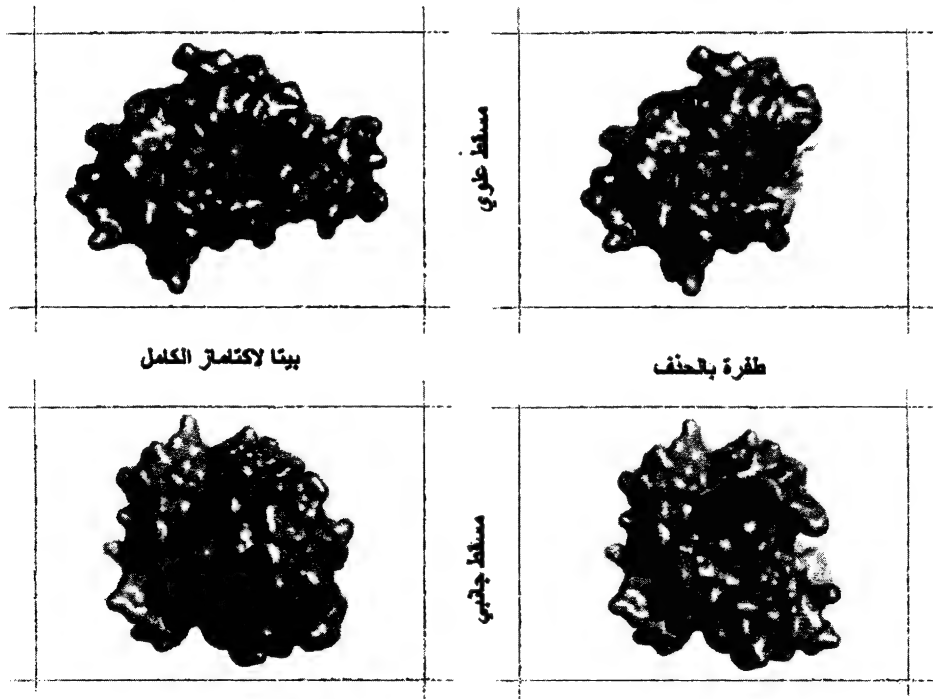 مسقط علوي
بيتا لاكتاماز الكامل
طفرة بالحذف
مسقط جانبي